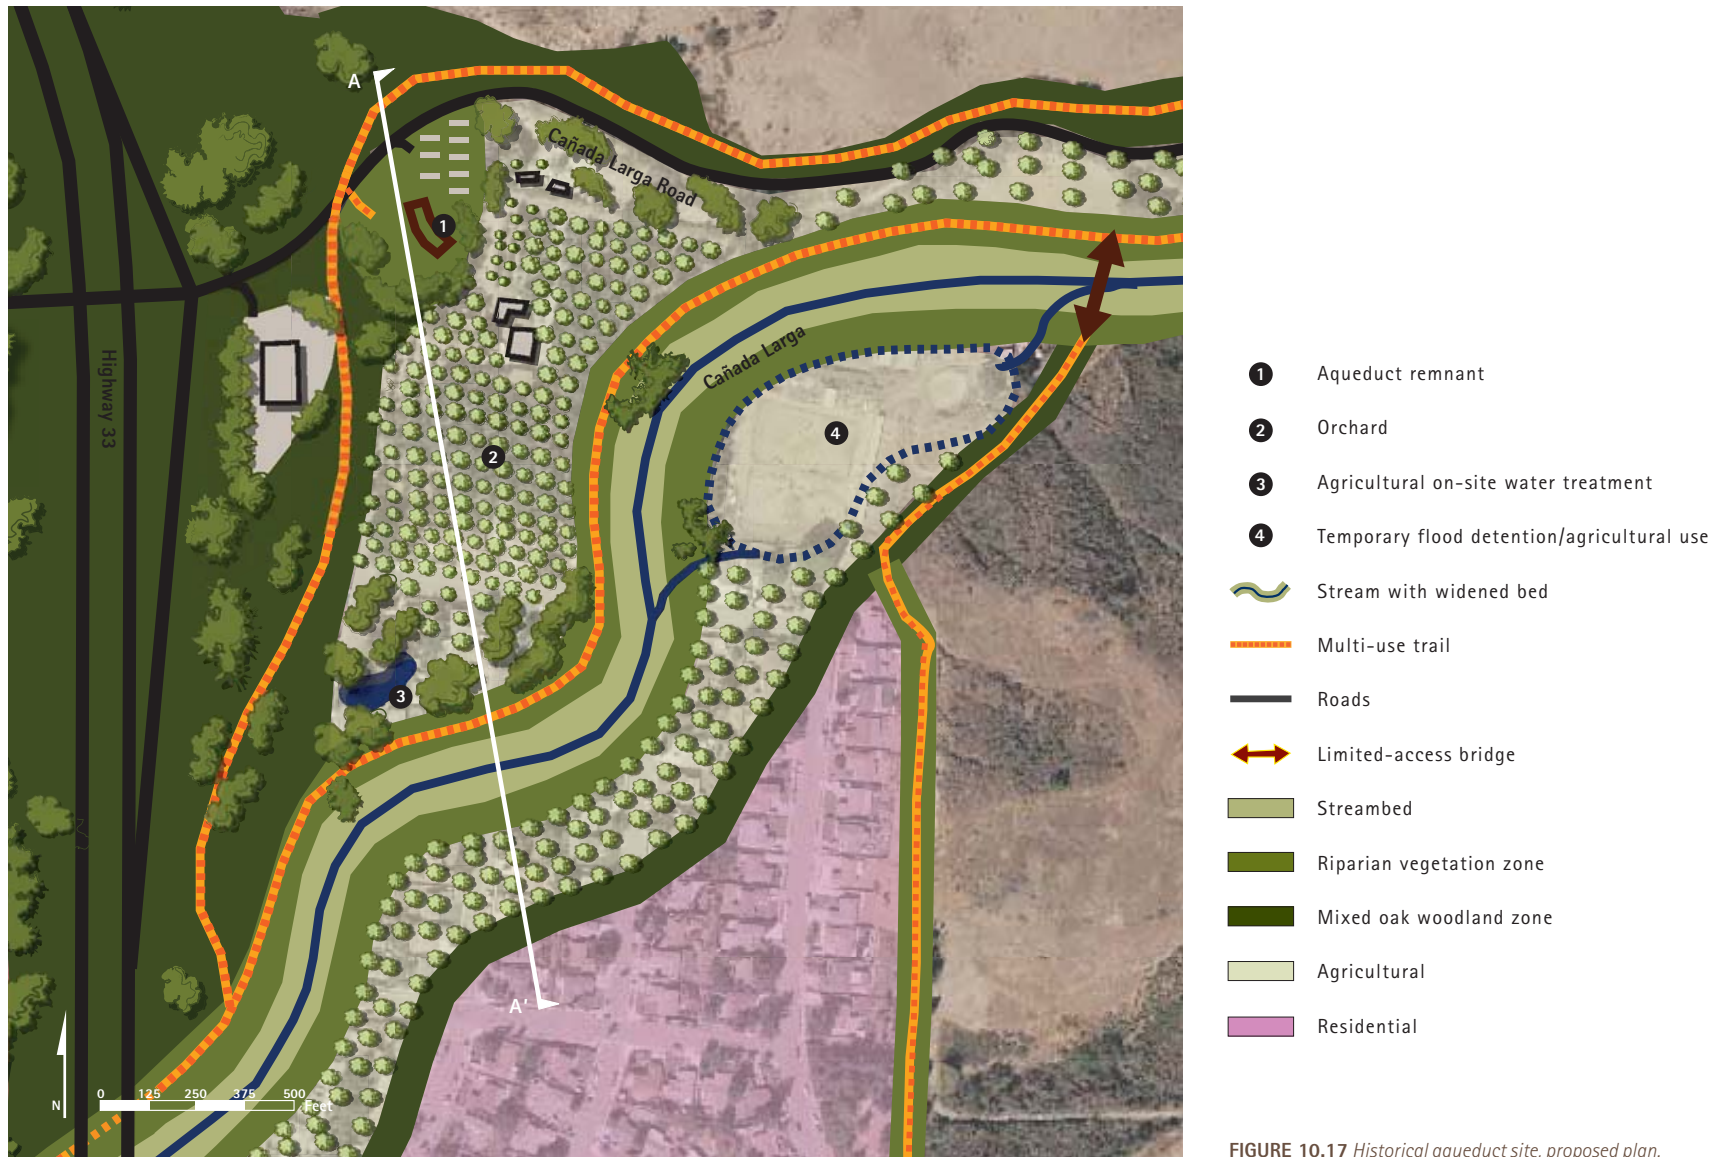 A
Cañada Larga Road
1
Highway 33
Cañada Larga
4
2
3
A'
N
0 125 250 375 500
Feet
1 Aqueduct remnant
2 Orchard
3 Agricultural on-site water treatment
4 Temporary flood detention/agricultural use
Stream with widened bed
Multi-use trail
Roads
Limited-access bridge
Streambed
Riparian vegetation zone
Mixed oak woodland zone
Agricultural
Residential
FIGURE 10.17 Historical aqueduct site, proposed plan.